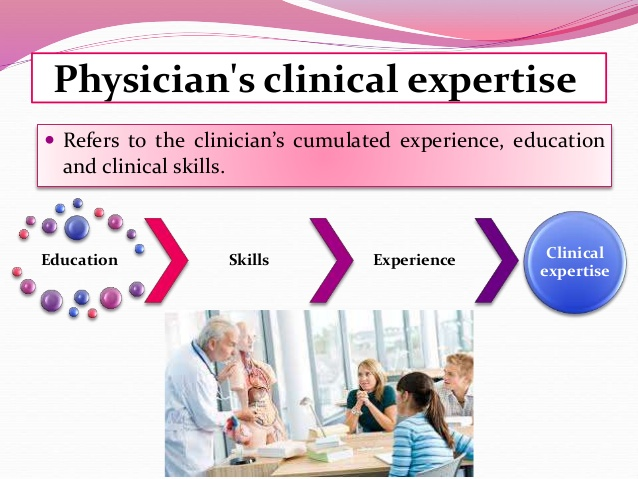 Physician's clinical expertise
• Refers to the clinician’s cumulated experience, education
and clinical skills.
Education
Skills
Experience
Clinical
expertise